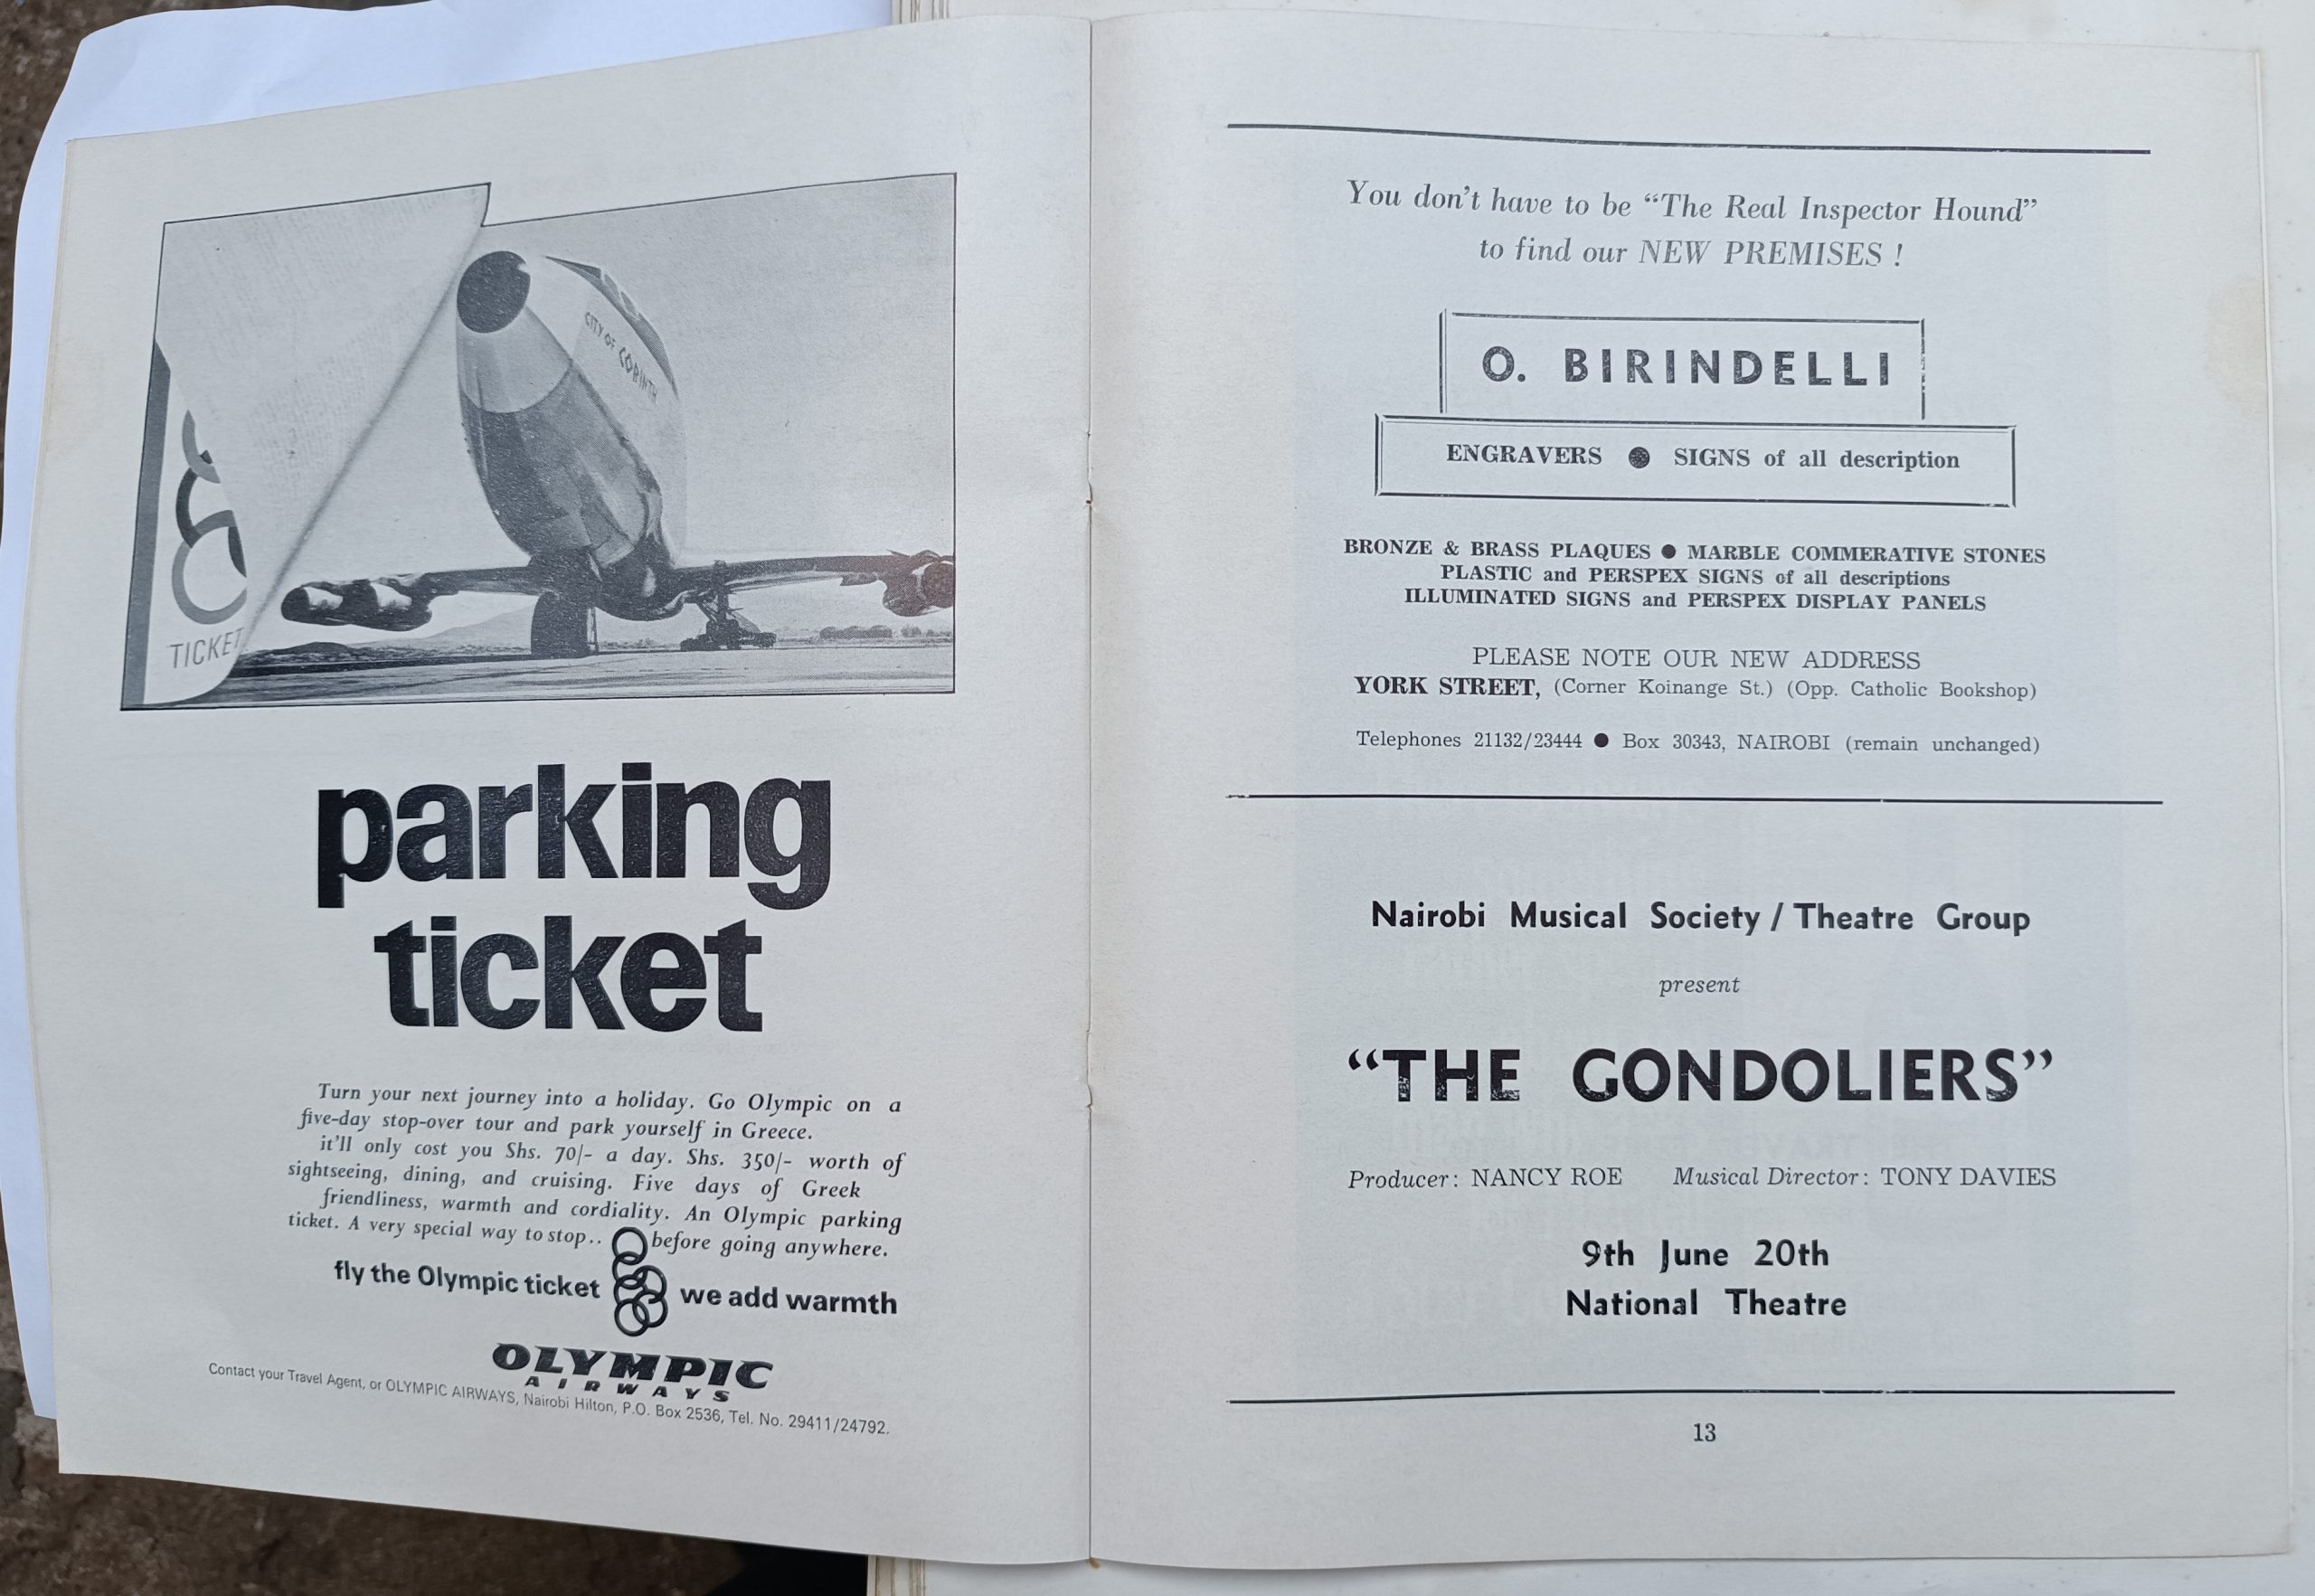 CITY OF CORINTH
TICKET
parking
ticket
Turn your next journey into a holiday. Go Olympic on a
five-day stop-over tour and park yourself in Greece.
it'll only cost you Shs. 70/- a day. Shs. 350/- worth of
sightseeing, dining, and cruising. Five days of Greek
friendliness, warmth and cordiality. An Olympic parking
ticket. A very special way to stop.. before going anywhere.
fly the Olympic ticket we add warmth
OLYMPIC
AIRWAYS
Contact your Travel Agent, or OLYMPIC AIRWAYS, Nairobi Hilton, P.O. Box 2536, Tel. No. 29411/24792.
You don't have to be “The Real Inspector Hound”
to find our NEW PREMISES !
O. BIRINDELLI
ENGRAVERS ● SIGNS of all description
BRONZE & BRASS PLAQUES ● MARBLE COMMERATIVE STONES
PLASTIC and PERSPEX SIGNS of all descriptions
ILLUMINATED SIGNS and PERSPEX DISPLAY PANELS
PLEASE NOTE OUR NEW ADDRESS
YORK STREET, (Corner Koinange St.) (Opp. Catholic Bookshop)
Telephones 21132/23444 ● Box 30343, NAIROBI (remain unchanged)
Nairobi Musical Society / Theatre Group
present
“THE GONDOLIERS”
Producer: NANCY ROE Musical Director: TONY DAVIES
9th June 20th
National Theatre
13